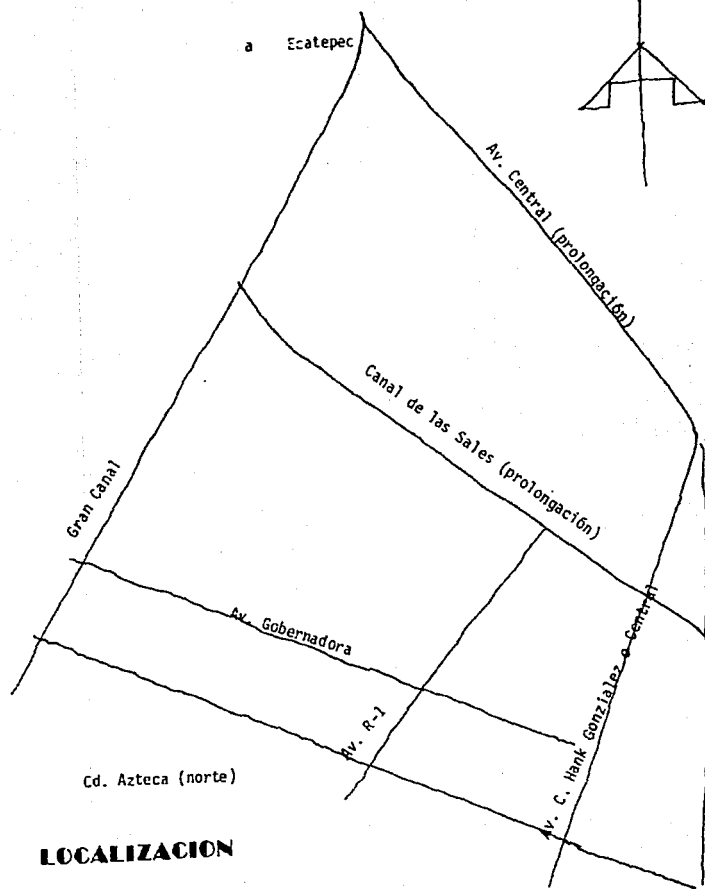 a Ecatepec
Av. Central (prolongación)
Canal de las Sales (prolongación)
Gran Canal
Av. Gobernadora
Av. R-1
Av. C. Hank Gonzialez o Central
Cd. Azteca (norte)
LOCALIZACION